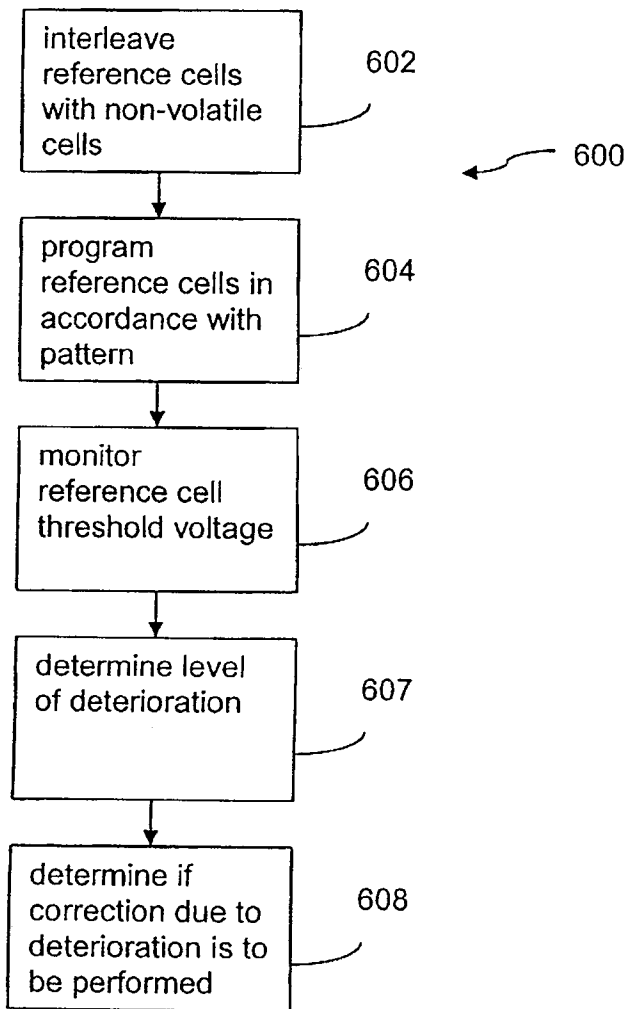 interleave
reference cells
with non-volatile
cells
602
600
program
reference cells in
accordance with
pattern
604
monitor
reference cell
threshold voltage
606
determine level
of deterioration
607
determine if
correction due to
deterioration is to
be performed
608